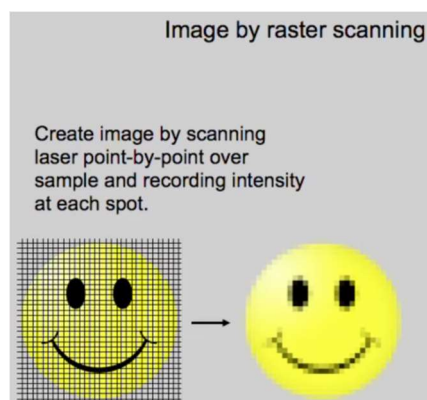 Image by raster scanning
Create image by scanning
laser point-by-point over
sample and recording intensity
at each spot.